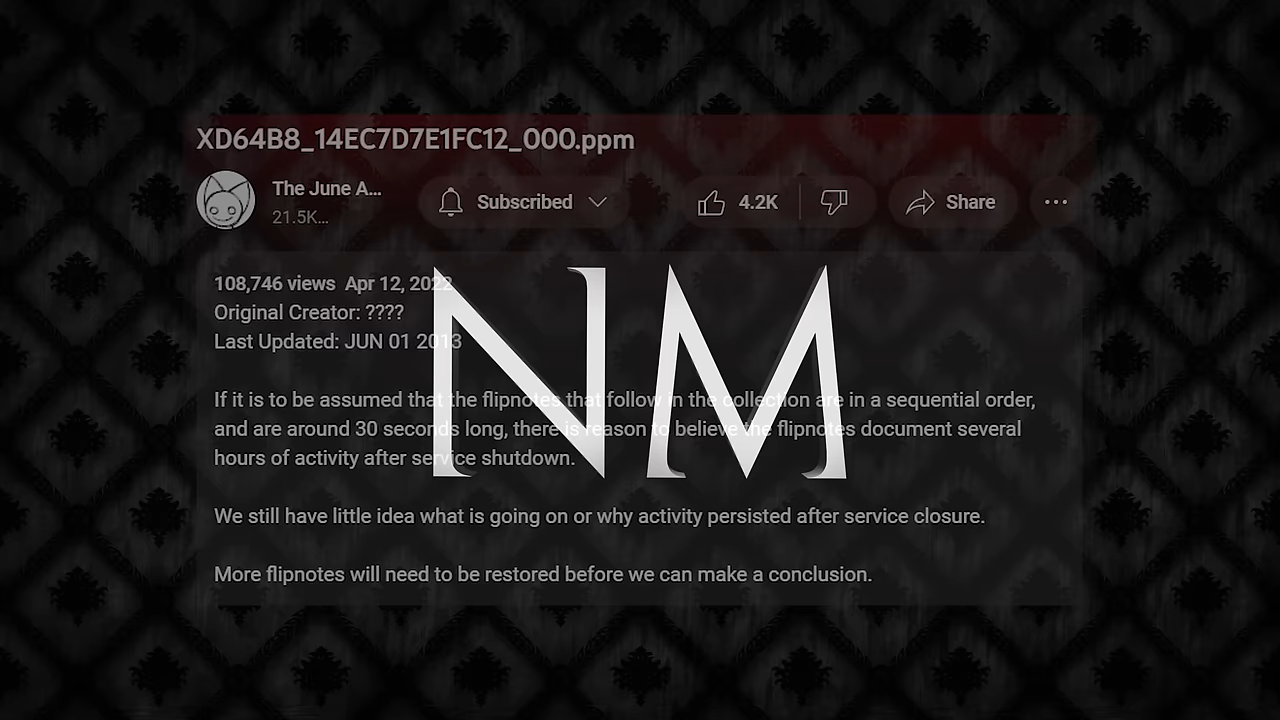 XD64B8_14EC7D7E1FC12_000.ppm
The June A...
21.5K...
Subscribed
4.2K
Share
108,746 views Apr 12, 2022
Original Creator: ????
Last Updated: JUN 01 2013
NM
If it is to be assumed that the flipnotes that follow in the collection are in a sequential order,
and are around 30 seconds long, there is reason to believe the flipnotes document several
hours of activity after service shutdown.
We still have little idea what is going on or why activity persisted after service closure.
More flipnotes will need to be restored before we can make a conclusion.